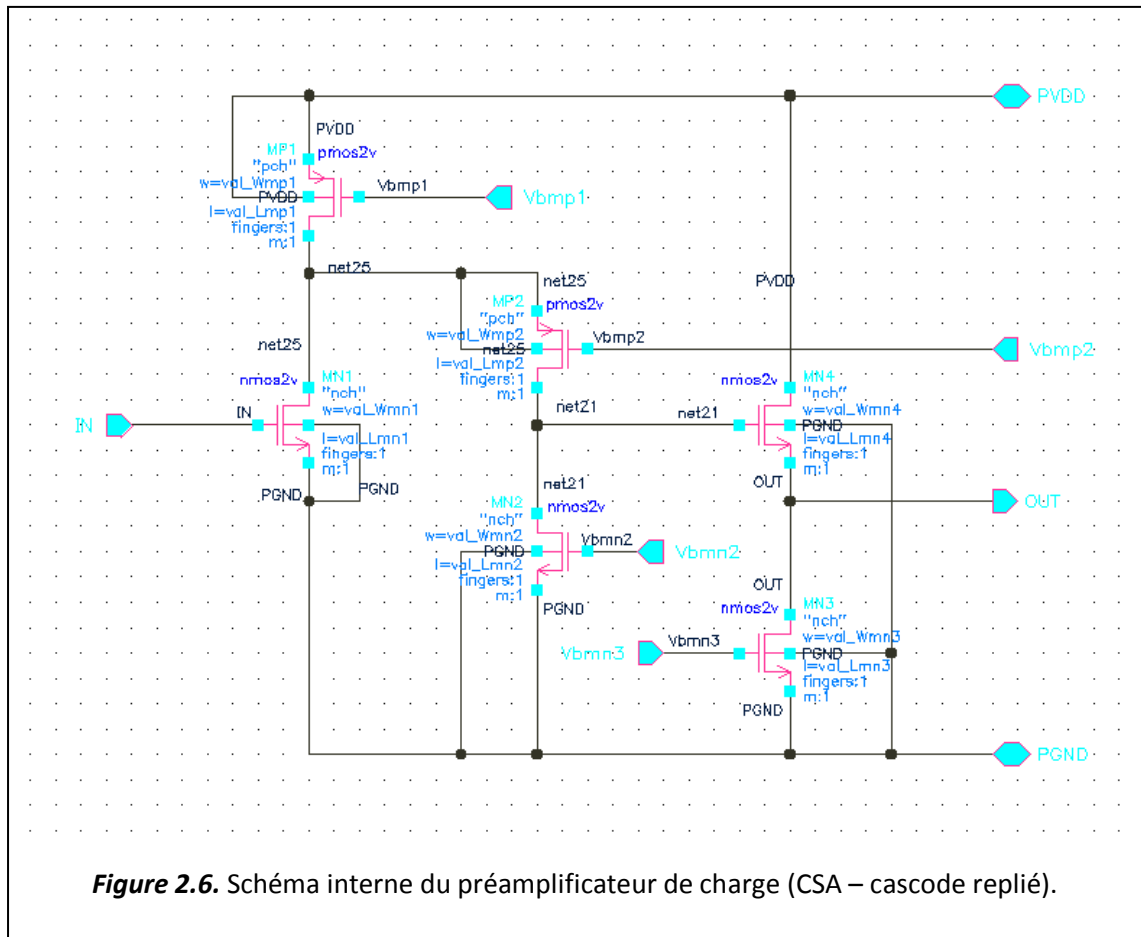 PVDD
PVDD
MP1
pmos2v
"pch"
w=val_Wmp1
PVDD
l=val_Lmp1
fingers:1
m:1
Vbmp1
Vbmp1
net25
net25
PVDD
MP2
pmos2v
"pch"
w=val_Wmp2
net25
l=val_Lmp2
fingers:1
m:1
Vbmp2
Vbmp2
net25
nmos2v
MN1
"nch"
w=val_Wmn1
IN
IN
l=val_Lmn1
fingers:1
m:1
PGND
PGND
net21
net21
nmos2v
MN4
"nch"
w=val_Wmn4
PGND
l=val_Lmn4
fingers:1
m:1
OUT
OUT
net21
nmos2v
MN2
"nch"
w=val_Wmn2
PGND
l=val_Lmn2
fingers:1
m:1
Vbmn2
Vbmn2
PGND
OUT
nmos2v
MN3
"nch"
w=val_Wmn3
Vbmn3
Vbmn3
PGND
l=val_Lmn3
fingers:1
m:1
PGND
PGND
Figure 2.6. Schéma interne du préamplificateur de charge (CSA – cascode replié).